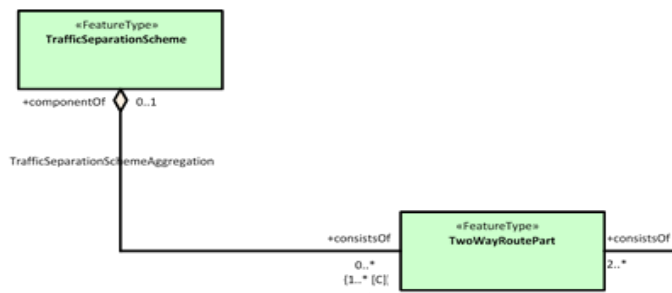 «FeatureType»
TrafficSeparationScheme
+componentOf
0..1
TrafficSeparationSchemeAggregation
+consistsOf
«FeatureType»
TwoWayRoutePart
+consistsOf
0..*
2..*
{1..* [C]